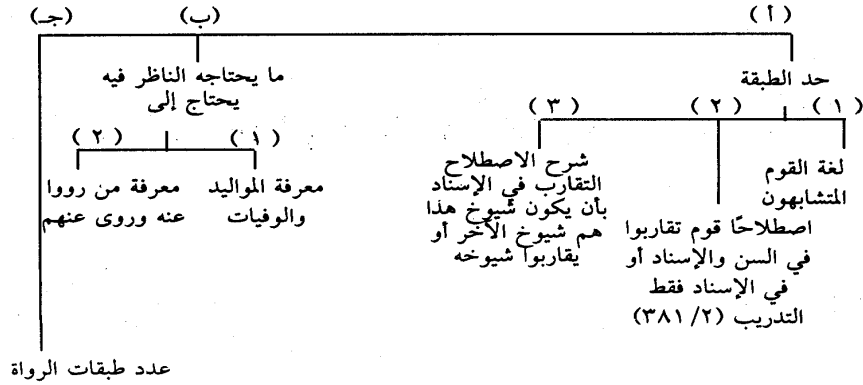 ( أ )
(ب)
(جـ)
حد الطبقة
( ١ )
( ٢ )
( ٣ )
لغة القوم
المتشابهون
اصطلاحًا قوم تقاربوا
في السن والإسناد أو
في الإسناد فقط
التدريب (٣٨١/٢)
شرح الاصطلاح
التقارب في الإسناد
بأن يكون شيوخ هذا
هم شيوخ الآخر أو
يقاربوا شيوخه
ما يحتاجه الناظر فيه
يحتاج إلى
( ١ )
( ٢ )
معرفة المواليد
والوفيات
معرفة من رووا
عنه وروى عنهم
عدد طبقات الرواة